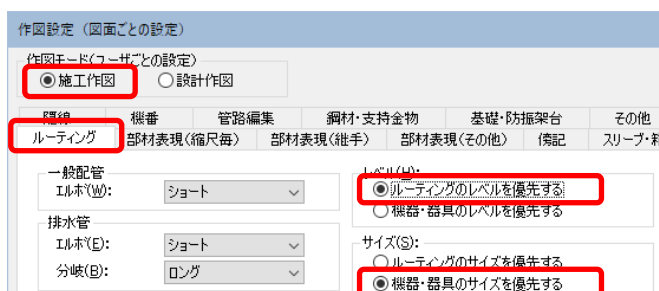 作図設定（図面ごとの設定）
作図モード(ユーザごとの設定)
施工作図 設計作図
隠線 機番 管路編集 鋼材・支持金物 基礎・防振架台 その他
ルーティング 部材表現(縮尺毎) 部材表現(継手) 部材表現(その他) 傍記 スリーブ・
一般配管
エルボ(W): ショート
レベル(H):
ルーティングのレベルを優先する
機器・器具のレベルを優先する
排水管
エルボ(E): ショート
分岐(B): ロング
サイズ(S):
ルーティングのサイズを優先する
機器・器具のサイズを優先する